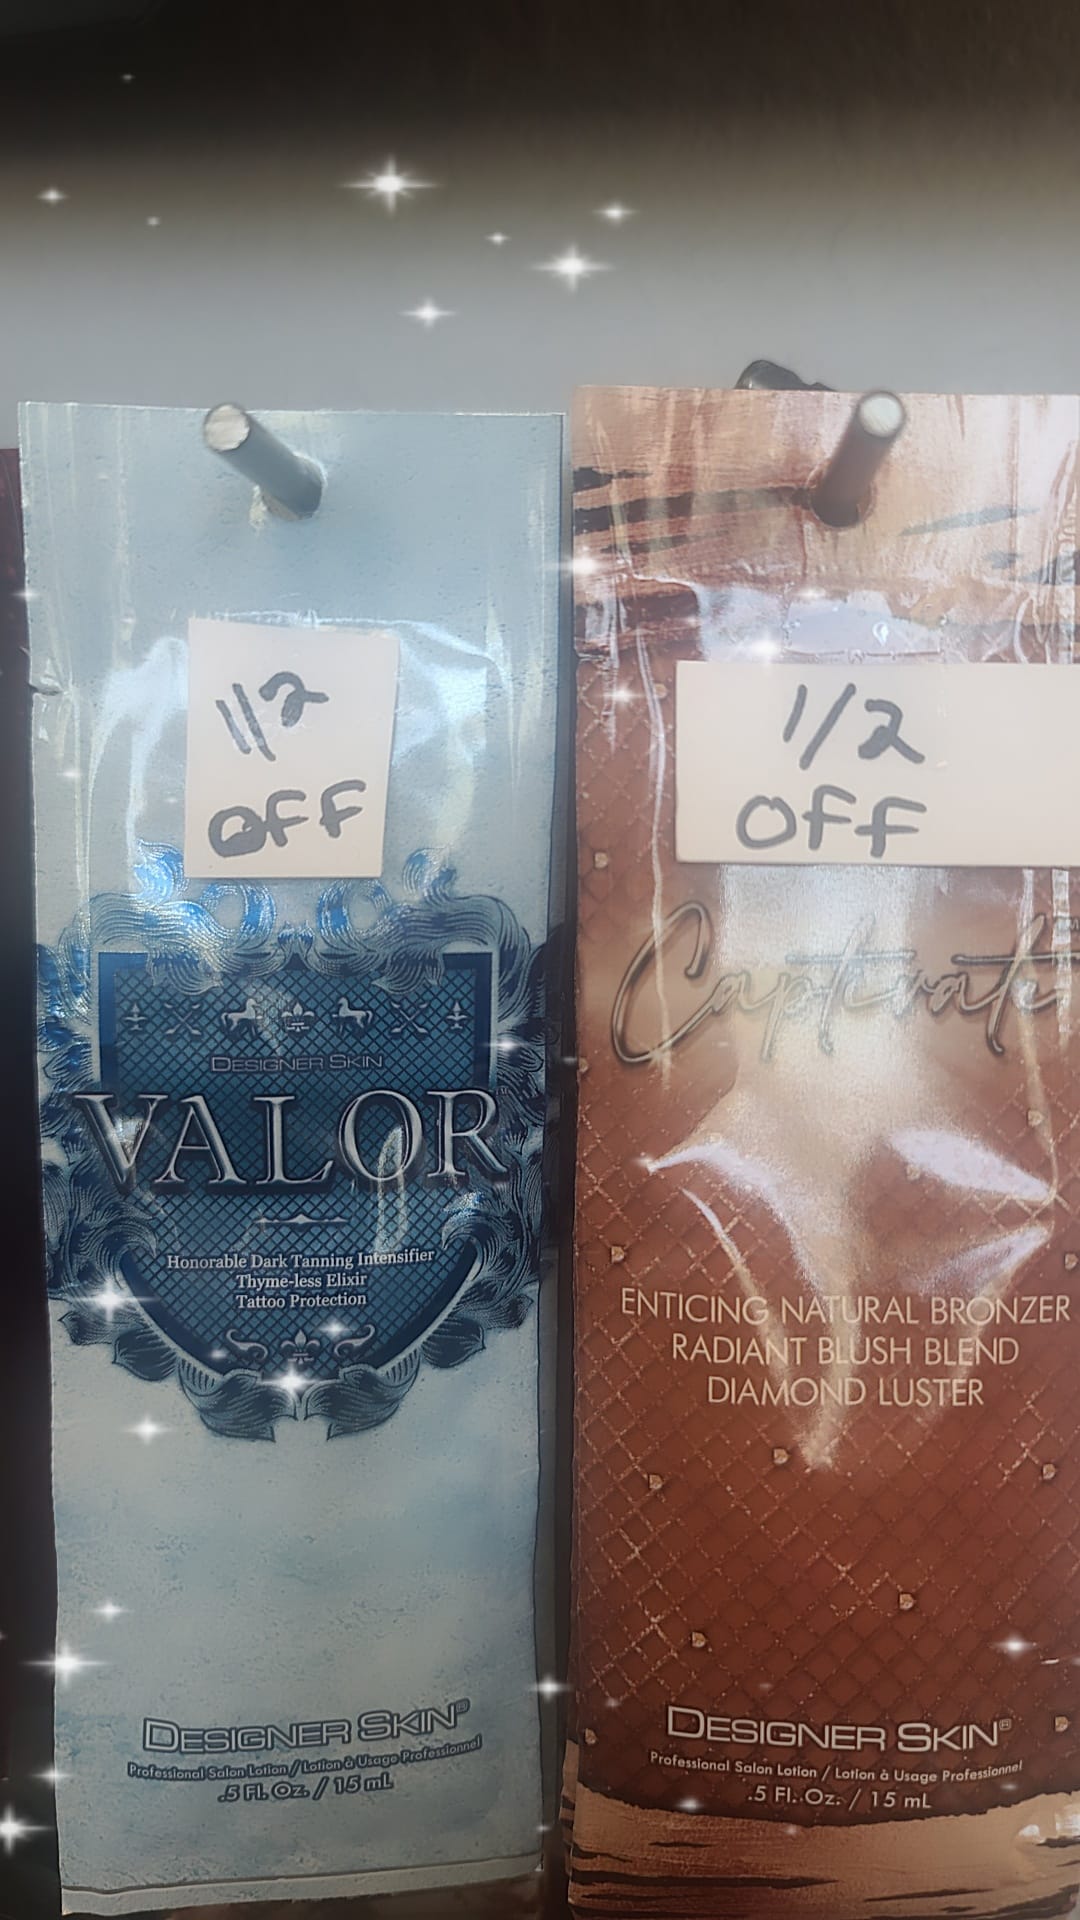 1/2
OFF
DESIGNER SKIN
VALOR
Honorable Dark Tanning Intensifier
Thyme-less Elixir
Tattoo Protection
DESIGNER SKIN®
Professional Salon Lotion / Lotion à Usage Professionnel
.5 Fl. Oz. / 15 mL
1/2
OFF
Captivate
ENTICING NATURAL BRONZER
RADIANT BLUSH BLEND
DIAMOND LUSTER
DESIGNER SKIN®
Professional Salon Lotion / Lotion à Usage Professionnel
.5 Fl. Oz. / 15 mL